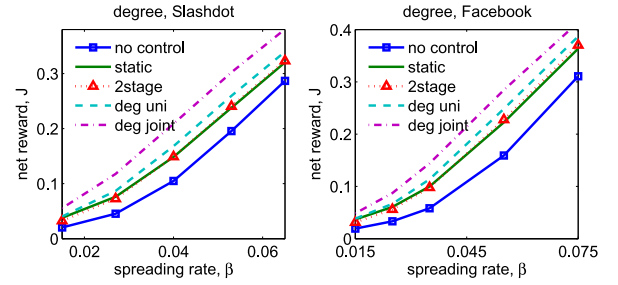 degree, Slashdot
net reward, J
0.3
0.2
0.1
0
no control
static
2stage
deg uni
deg joint
0.02
0.04
0.06
spreading rate, β
degree, Facebook
net reward, J
0.4
0.3
0.2
0.1
0
no control
static
2stage
deg uni
deg joint
0.015
0.045
0.075
spreading rate, β